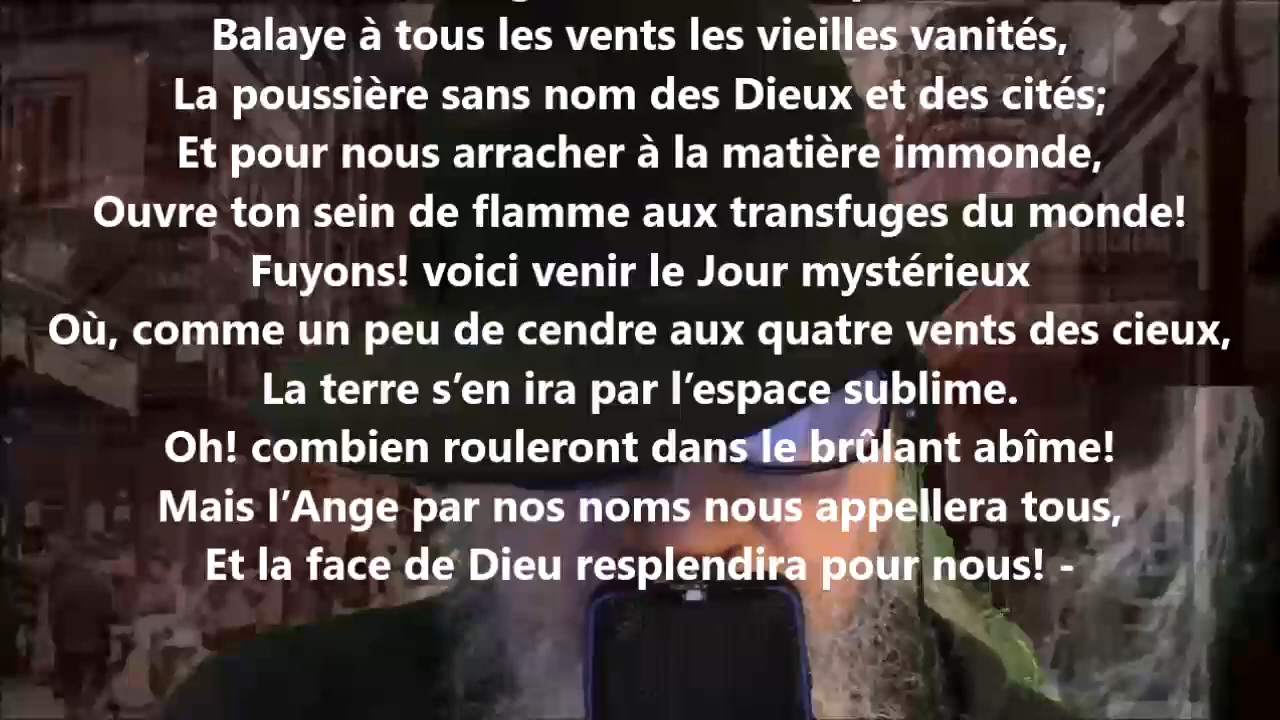 Balaye à tous les vents les vieilles vanités,
La poussière sans nom des Dieux et des cités;
Et pour nous arracher à la matière immonde,
Ouvre ton sein de flamme aux transfuges du monde!
Fuyons! voici venir le Jour mystérieux
Où, comme un peu de cendre aux quatre vents des cieux,
La terre s’en ira par l’espace sublime.
Oh! combien rouleront dans le brûlant abîme!
Mais l’Ange par nos noms nous appellera tous,
Et la face de Dieu resplendira pour nous! -